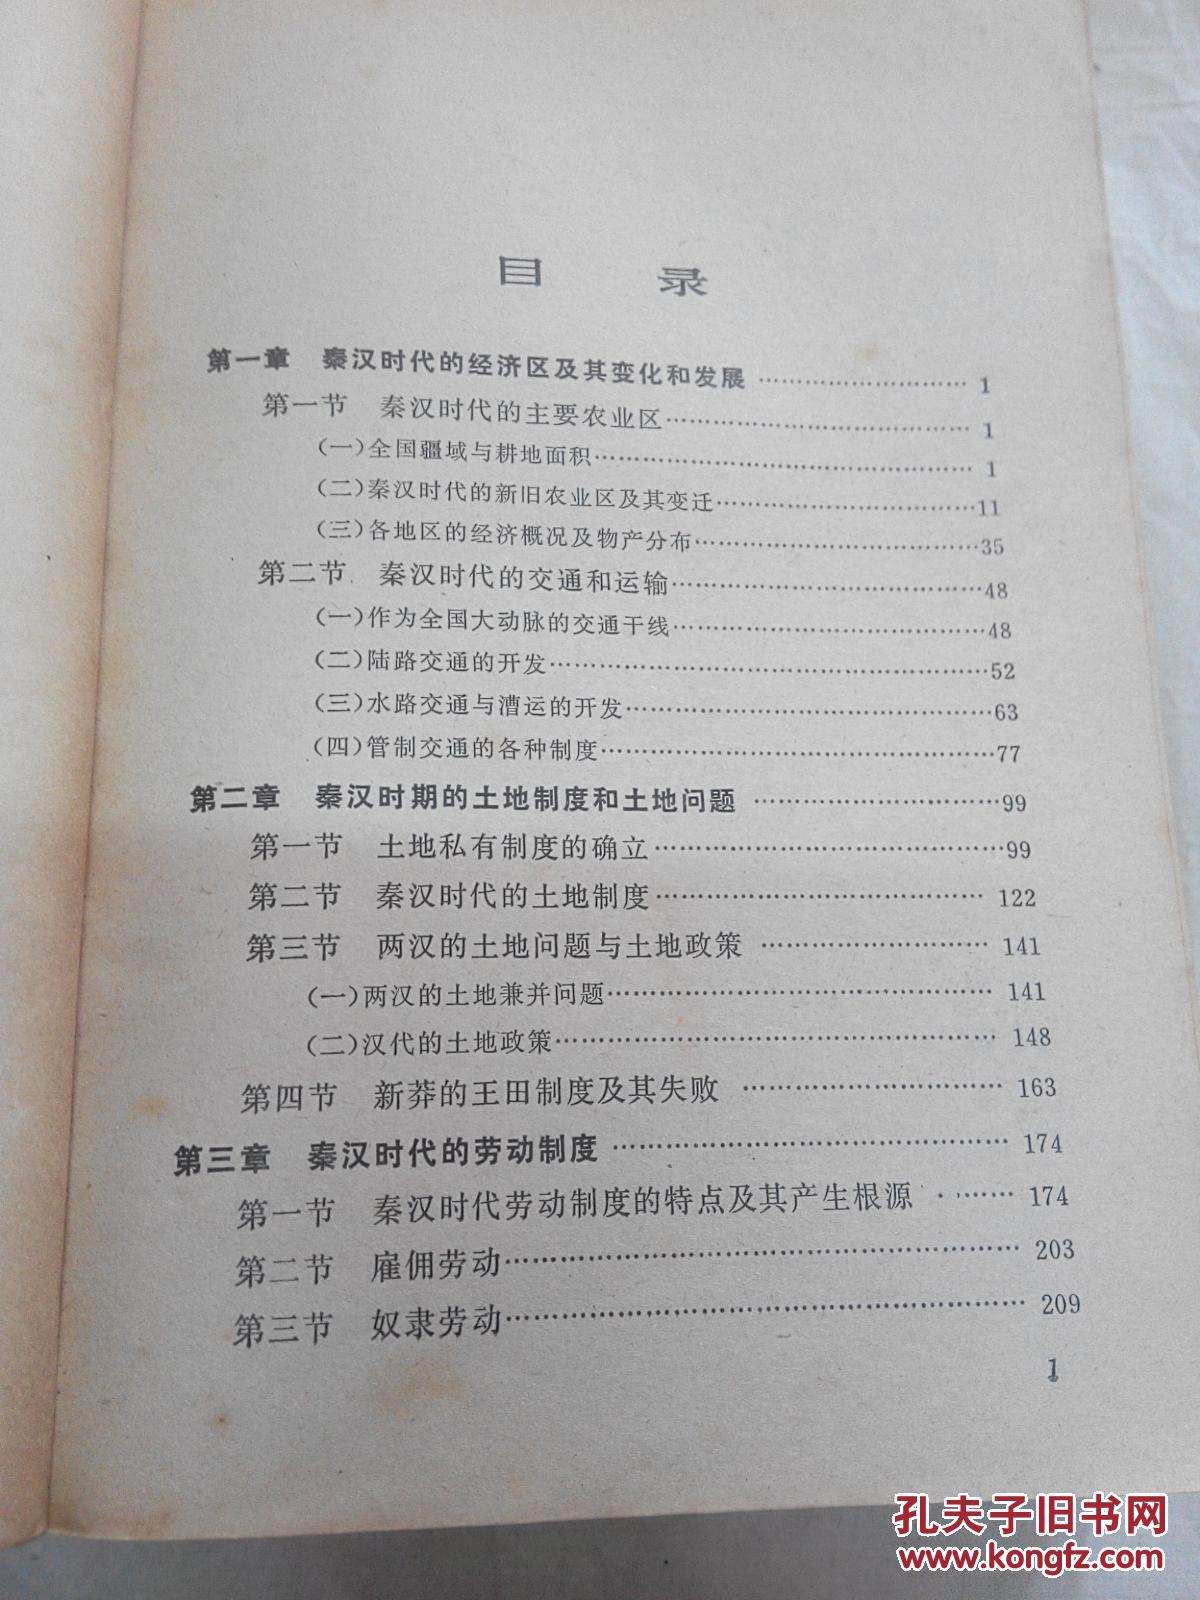 目 录
第一章 秦汉时代的经济区及其变化和发展 ………………………… 1
第一节 秦汉时代的主要农业区………………………………… 1
(一)全国疆域与耕地面积……………………………………… 1
(二)秦汉时代的新旧农业区及其变迁……………………………11
(三)各地区的经济概况及物产分布………………………………35
第二节 秦汉时代的交通和运输…………………………………48
(一)作为全国大动脉的交通干线…………………………………48
(二)陆路交通的开发………………………………………………52
(三)水路交通与漕运的开发………………………………………63
(四)管制交通的各种制度…………………………………………77
第二章 秦汉时期的土地制度和土地问题 …………………………99
第一节 土地私有制度的确立……………………………………99
第二节 秦汉时代的土地制度………………………………… 122
第三节 两汉的土地问题与土地政策 ……………………… 141
(一)两汉的土地兼并问题……………………………………… 141
(二)汉代的土地政策…………………………………………… 148
第四节 新莽的王田制度及其失败 ………………………… 163
第三章 秦汉时代的劳动制度 ……………………………………… 174
第一节 秦汉时代劳动制度的特点及其产生根源 ……… 174
第二节 雇佣劳动……………………………………………… 203
第三节 奴隶劳动……………………………………………… 209
1
孔夫子旧书网
www.kongfz.com